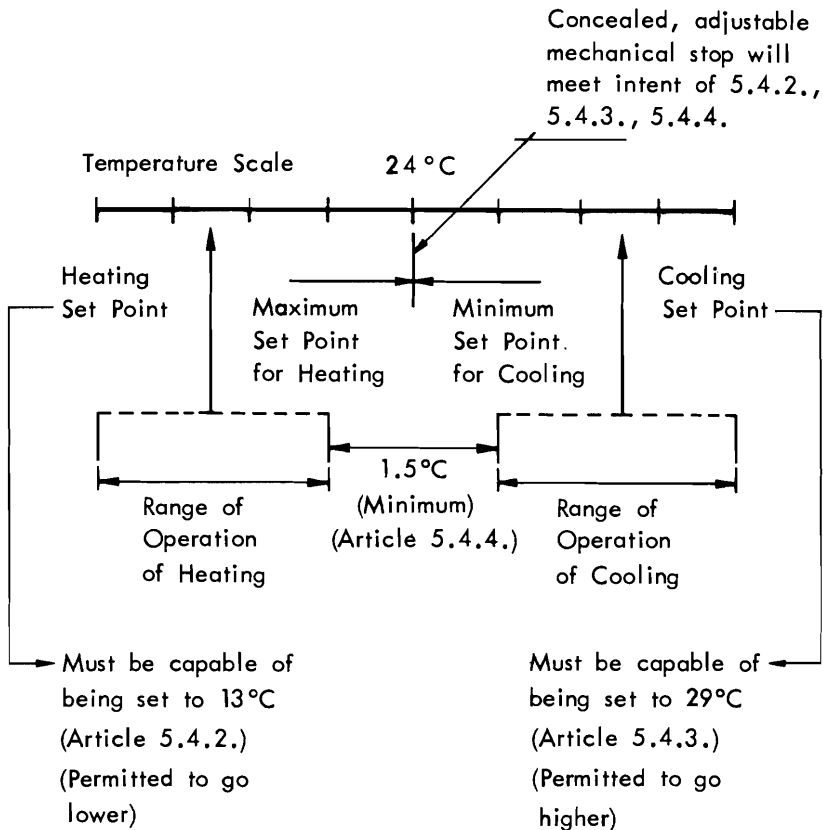 Concealed, adjustable
mechanical stop will
meet intent of 5.4.2.,
5.4.3., 5.4.4.
Temperature Scale
24°C
Heating
Set Point
Maximum
Set Point
for Heating
Minimum
Set Point.
for Cooling
Cooling
Set Point
1.5°C
(Minimum)
(Article 5.4.4.)
Range of
Operation
of Heating
Range of
Operation
of Cooling
Must be capable of
being set to 13°C
(Article 5.4.2.)
(Permitted to go
lower)
Must be capable of
being set to 29°C
(Article 5.4.3.)
(Permitted to go
higher)